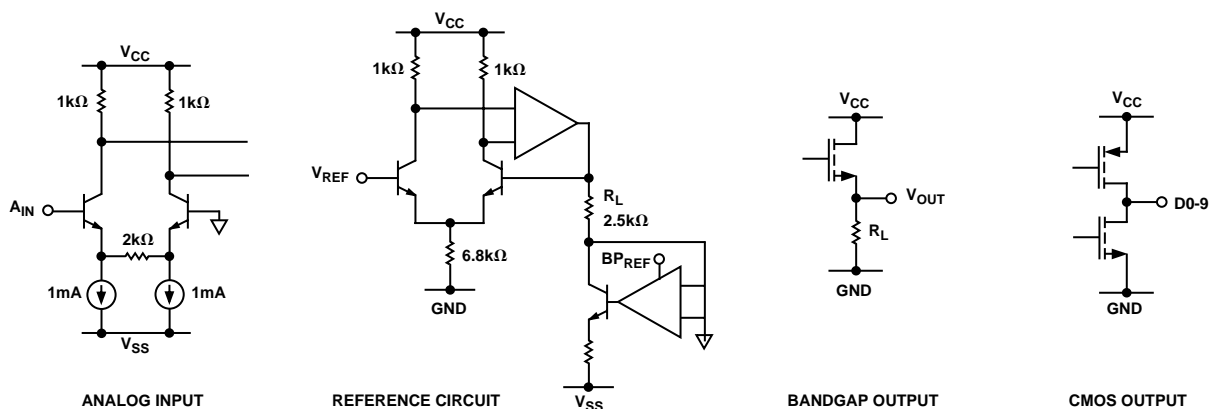 VCC
1kΩ
1kΩ
AIN
2kΩ
1mA
1mA
VSS
ANALOG INPUT
VCC
1kΩ
1kΩ
VREF
RL
2.5kΩ
6.8kΩ
GND
BPREF
VSS
REFERENCE CIRCUIT
VCC
VOUT
RL
GND
BANDGAP OUTPUT
VCC
D0-9
GND
CMOS OUTPUT